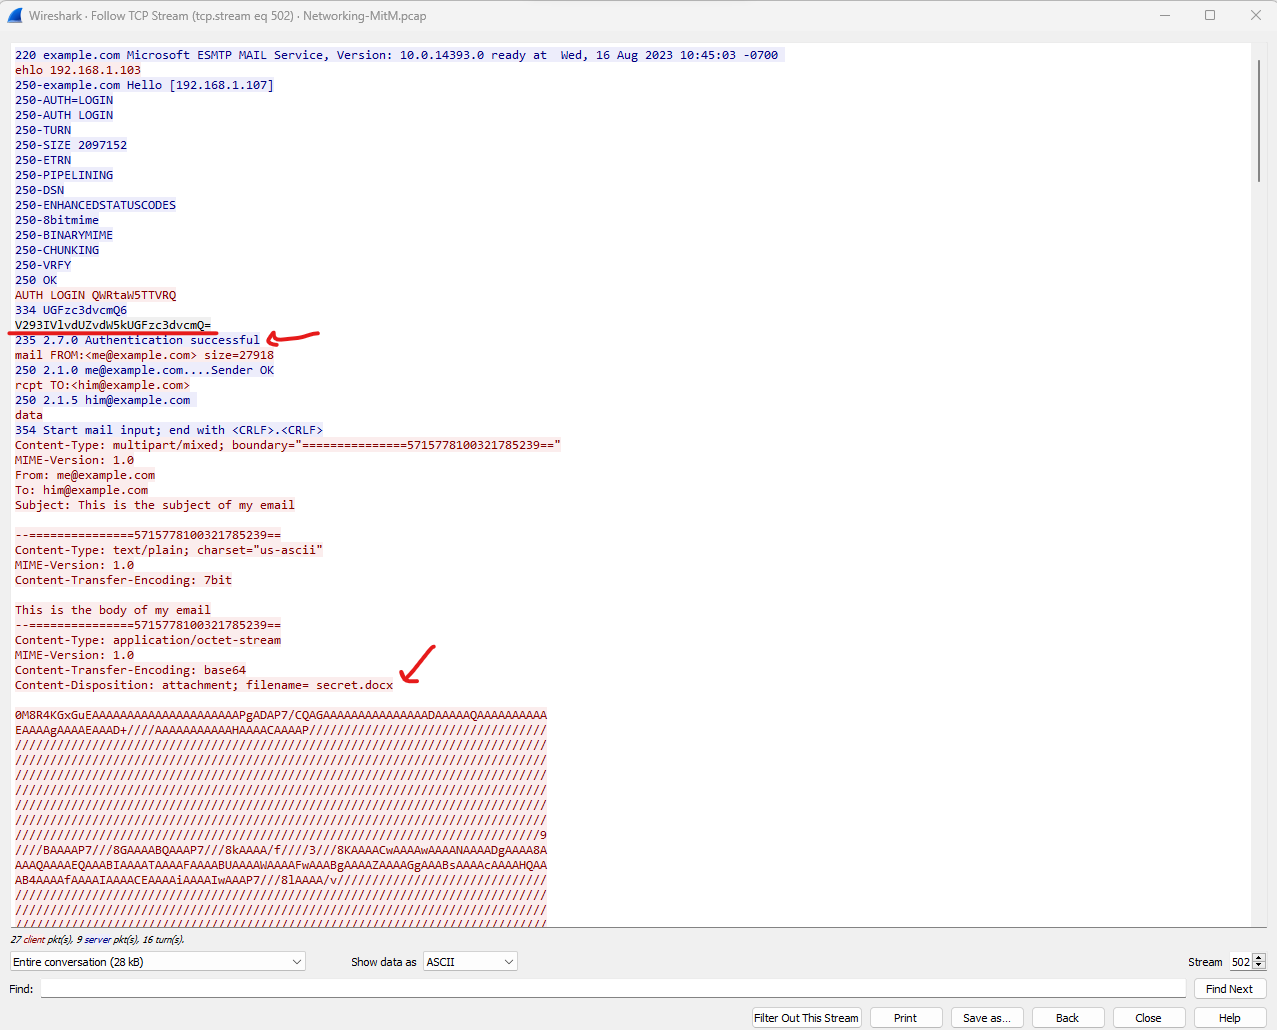 Wireshark · Follow TCP Stream (tcp.stream eq 502) · Networking-MitM.pcap
220 example.com Microsoft ESMTP MAIL Service, Version: 10.0.14393.0 ready at  Wed, 16 Aug 2023 10:45:03 -0700
ehlo 192.168.1.103
250-example.com Hello [192.168.1.107]
250-AUTH=LOGIN
250-AUTH LOGIN
250-TURN
250-SIZE 2097152
250-ETRN
250-PIPELINING
250-DSN
250-ENHANCEDSTATUSCODES
250-8bitmime
250-BINARYMIME
250-CHUNKING
250-VRFY
250 OK
AUTH LOGIN QWRtaW5TTVRQ
334 UGFzc3dvcmQ6
V293IVlvdUZvdW5kUGFzc3dvcmQ=
235 2.7.0 Authentication successful
mail FROM:<me@example.com> size=27918
250 2.1.0 me@example.com....Sender OK
rcpt TO:<him@example.com>
250 2.1.5 him@example.com
data
354 Start mail input; end with <CRLF>.<CRLF>
Content-Type: multipart/mixed; boundary="===============5715778100321785239=="
MIME-Version: 1.0
From: me@example.com
To: him@example.com
Subject: This is the subject of my email
--===============5715778100321785239==
Content-Type: text/plain; charset="us-ascii"
MIME-Version: 1.0
Content-Transfer-Encoding: 7bit
This is the body of my email
--===============5715778100321785239==
Content-Type: application/octet-stream
MIME-Version: 1.0
Content-Transfer-Encoding: base64
Content-Disposition: attachment; filename= secret.docx
0M8R4KGxGuEAAAAAAAAAAAAAAAAAAAAAPgADAP7/CQAGAAAAAAAAAAAAAAADAAAAAQAAAAAAAAAA
EAAAAgAAAAEAAAD+////AAAAAAAAAAAHAAAACAAAAP//////////////////////////////////
////////////////////////////////////////////////////////////////////////////
////////////////////////////////////////////////////////////////////////////
////////////////////////////////////////////////////////////////////////////
////////////////////////////////////////////////////////////////////////////
////////////////////////////////////////////////////////////////////////////
////////////////////////////////////////////////////////////////////////////
///////////////////////////////////////////////////////////////////////////9
////BAAAAP7///8GAAAABQAAAP7///8kAAAA/f////3///8KAAAACwAAAAwAAAANAAAADgAAAA8A
AAAQAAAAEQAAABIAAAATAAAAFAAAABUAAAAWAAAAFwAAABgAAAAZAAAAGgAAABsAAAAcAAAAHQAA
AB4AAAAfAAAAIAAAACEAAAAiAAAAIwAAAP7///8lAAAA/v//////////////////////////////
////////////////////////////////////////////////////////////////////////////
////////////////////////////////////////////////////////////////////////////
////////////////////////////////////////////////////////////////////////////
27 client pkt(s), 9 server pkt(s), 16 turn(s).
Entire conversation (28 kB) Show data as ASCII Stream 502
Find: Find Next
Filter Out This Stream Print Save as... Back Close Help